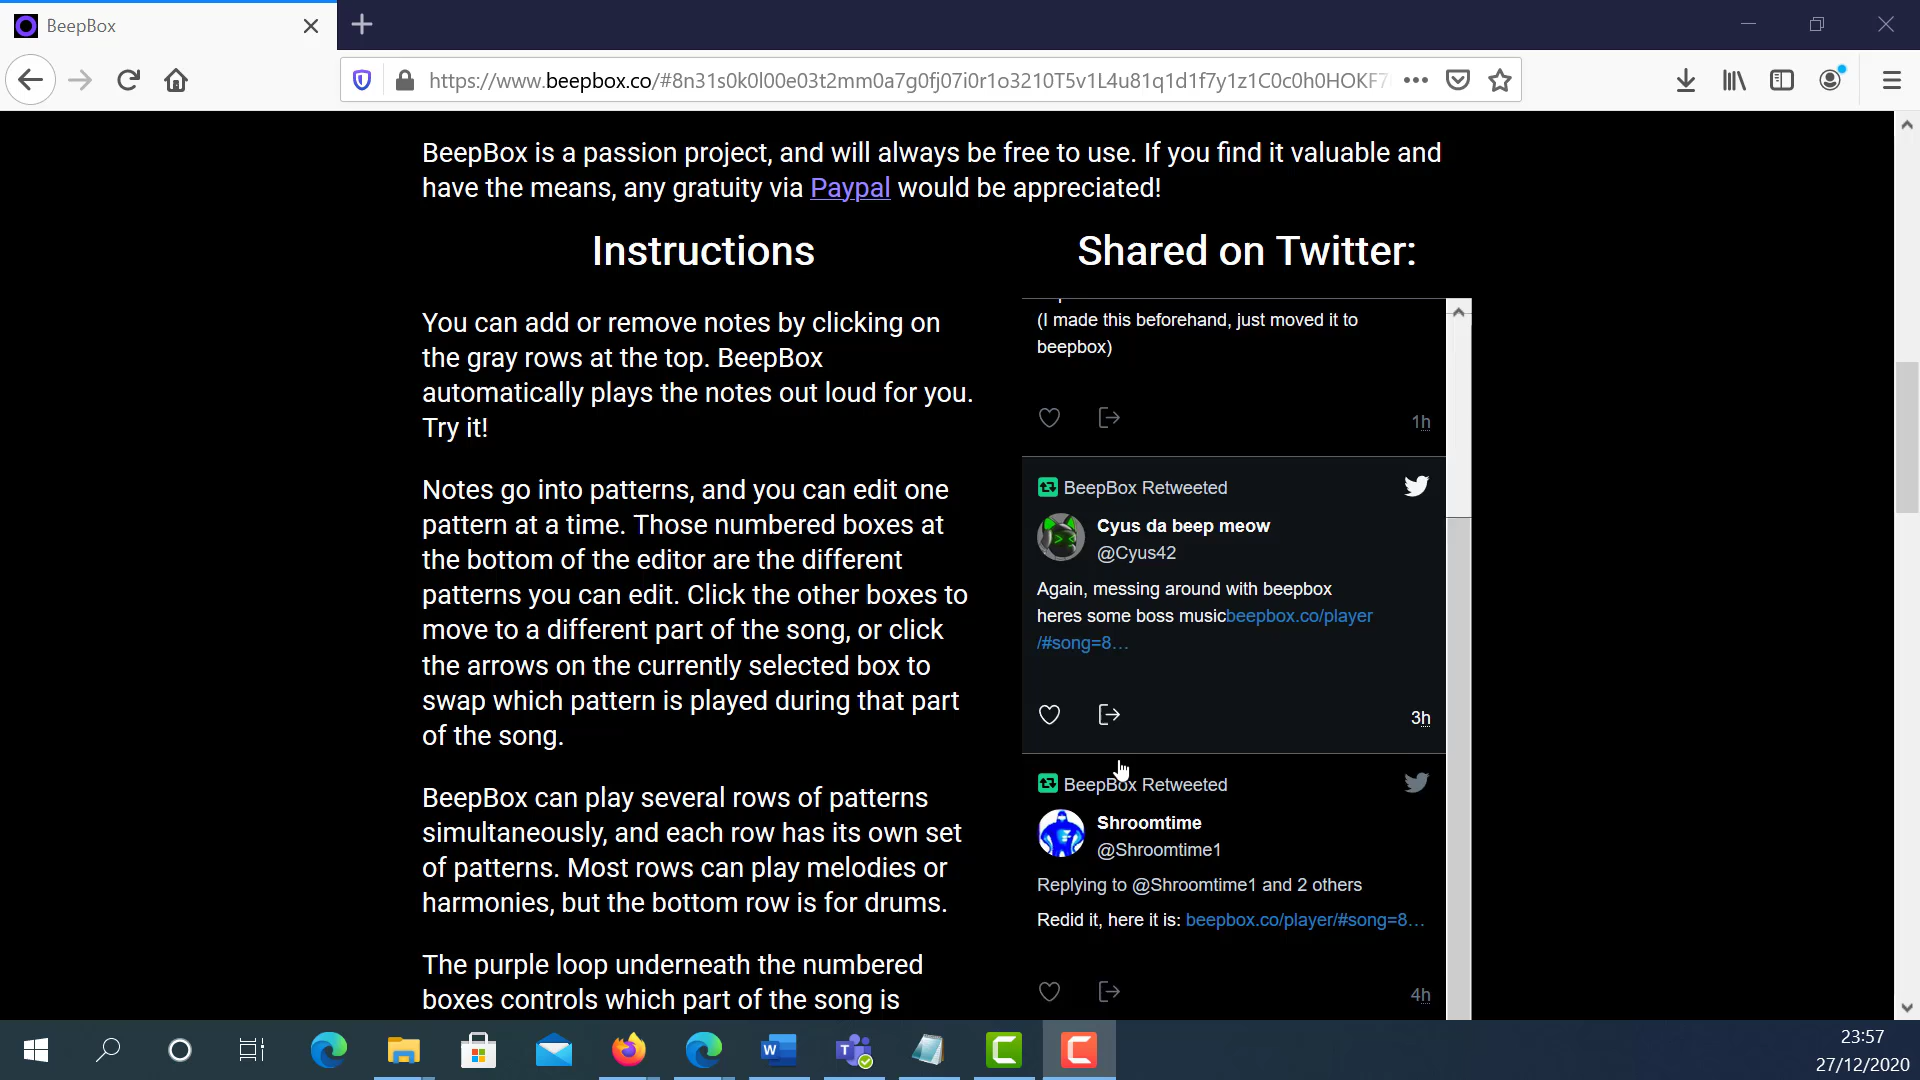 BeepBox
https://www.beepbox.co/#8n31s0k0l00e03t2mm0a7g0fj07i0r1o3210T5v1L4u81q1d1f7y1z1C0c0h0HOKF7
BeepBox is a passion project, and will always be free to use. If you find it valuable and
have the means, any gratuity via Paypal would be appreciated!
Instructions
You can add or remove notes by clicking on
the gray rows at the top. BeepBox
automatically plays the notes out loud for you.
Try it!
Notes go into patterns, and you can edit one
pattern at a time. Those numbered boxes at
the bottom of the editor are the different
patterns you can edit. Click the other boxes to
move to a different part of the song, or click
the arrows on the currently selected box to
swap which pattern is played during that part
of the song.
BeepBox can play several rows of patterns
simultaneously, and each row has its own set
of patterns. Most rows can play melodies or
harmonies, but the bottom row is for drums.
The purple loop underneath the numbered
boxes controls which part of the song is
Shared on Twitter:
(I made this beforehand, just moved it to
beepbox)
1h
BeepBox Retweeted
Cyus da beep meow
@Cyus42
Again, messing around with beepbox
heres some boss musicbeepbox.co/player
/#song=8…
3h
BeepBox Retweeted
Shroomtime
@Shroomtime1
Replying to @Shroomtime1 and 2 others
Redid it, here it is: beepbox.co/player/#song=8…
4h
23:57
27/12/2020